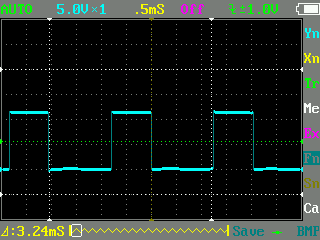 AUTO 5.0V×1 .5mS Off ±1.0V
Yn
Xn
Tr
Me
Ex
Fn
Su
Ca
⊿:3.24mS Save → BMP